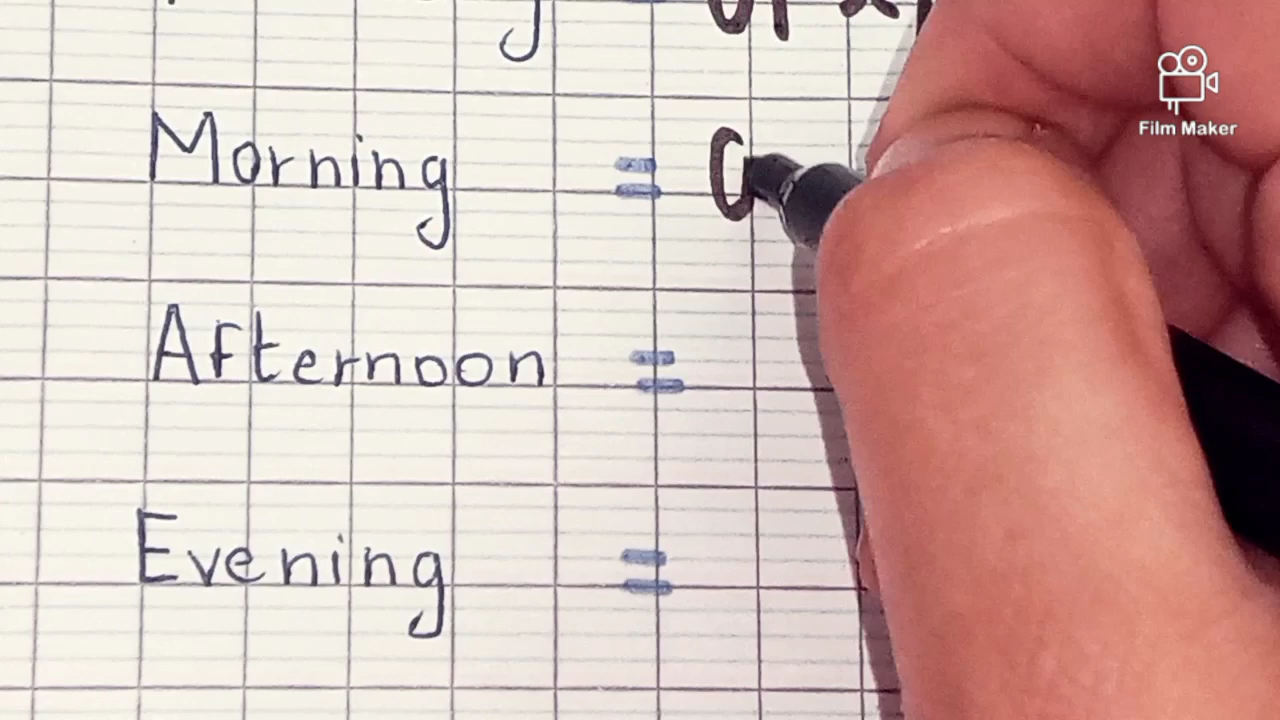 Film Maker
Morning =
Afternoon =
Evening =